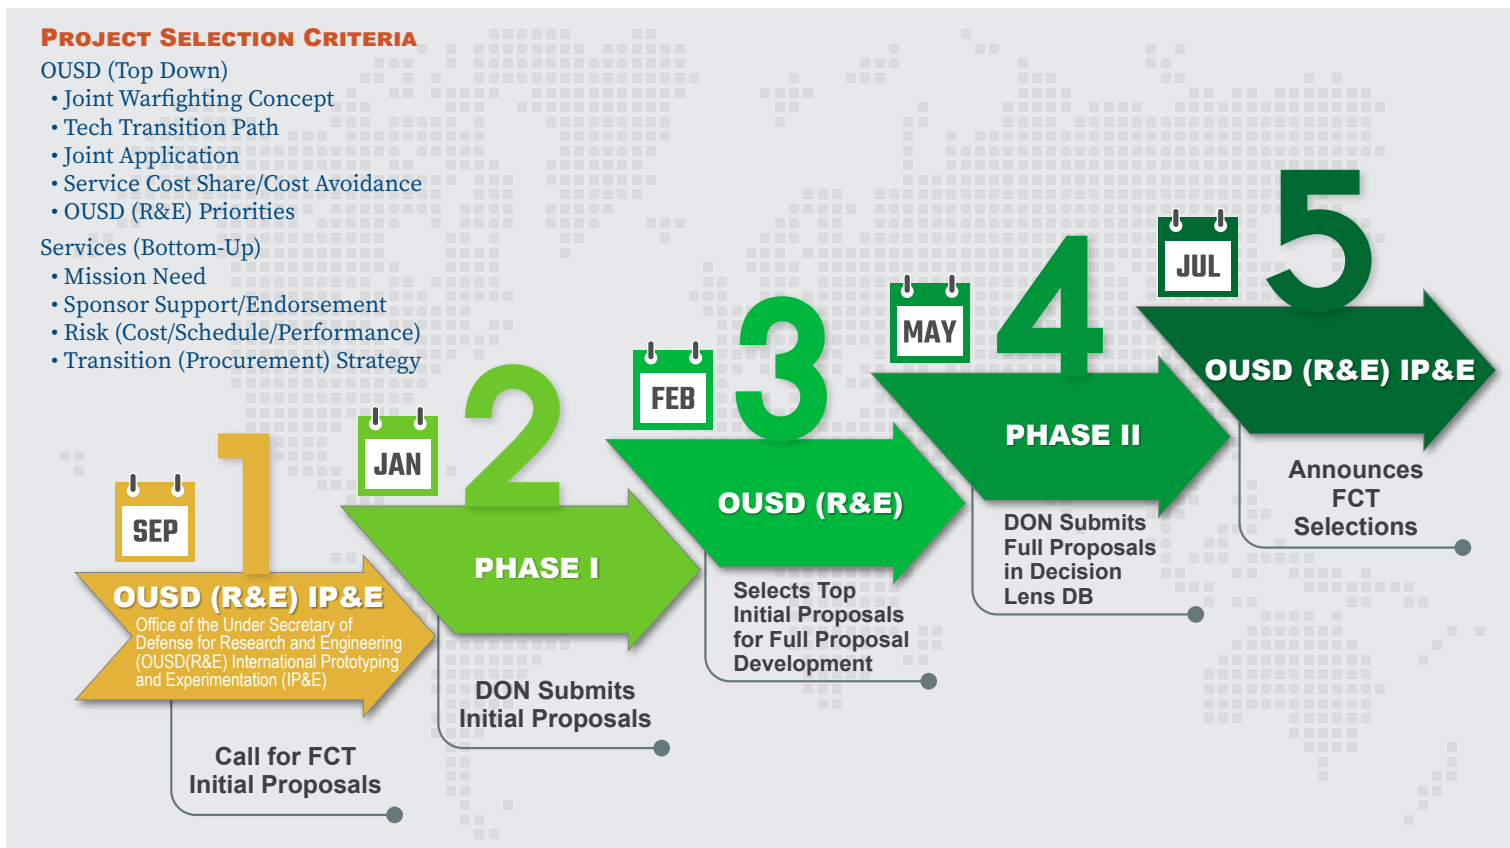 PROJECT SELECTION CRITERIA
OUSD (Top Down)
• Joint Warfighting Concept
• Tech Transition Path
• Joint Application
• Service Cost Share/Cost Avoidance
• OUSD (R&E) Priorities
Services (Bottom-Up)
• Mission Need
• Sponsor Support/Endorsement
• Risk (Cost/Schedule/Performance)
• Transition (Procurement) Strategy
SEP
1
OUSD (R&E) IP&E
Office of the Under Secretary of
Defense for Research and Engineering
(OUSD(R&E) International Prototyping
and Experimentation (IP&E)
Call for FCT
Initial Proposals
JAN
2
PHASE I
DON Submits
Initial Proposals
FEB
3
OUSD (R&E)
Selects Top
Initial Proposals
for Full Proposal
Development
MAY
4
PHASE II
DON Submits
Full Proposals
in Decision
Lens DB
JUL
5
OUSD (R&E) IP&E
Announces
FCT
Selections